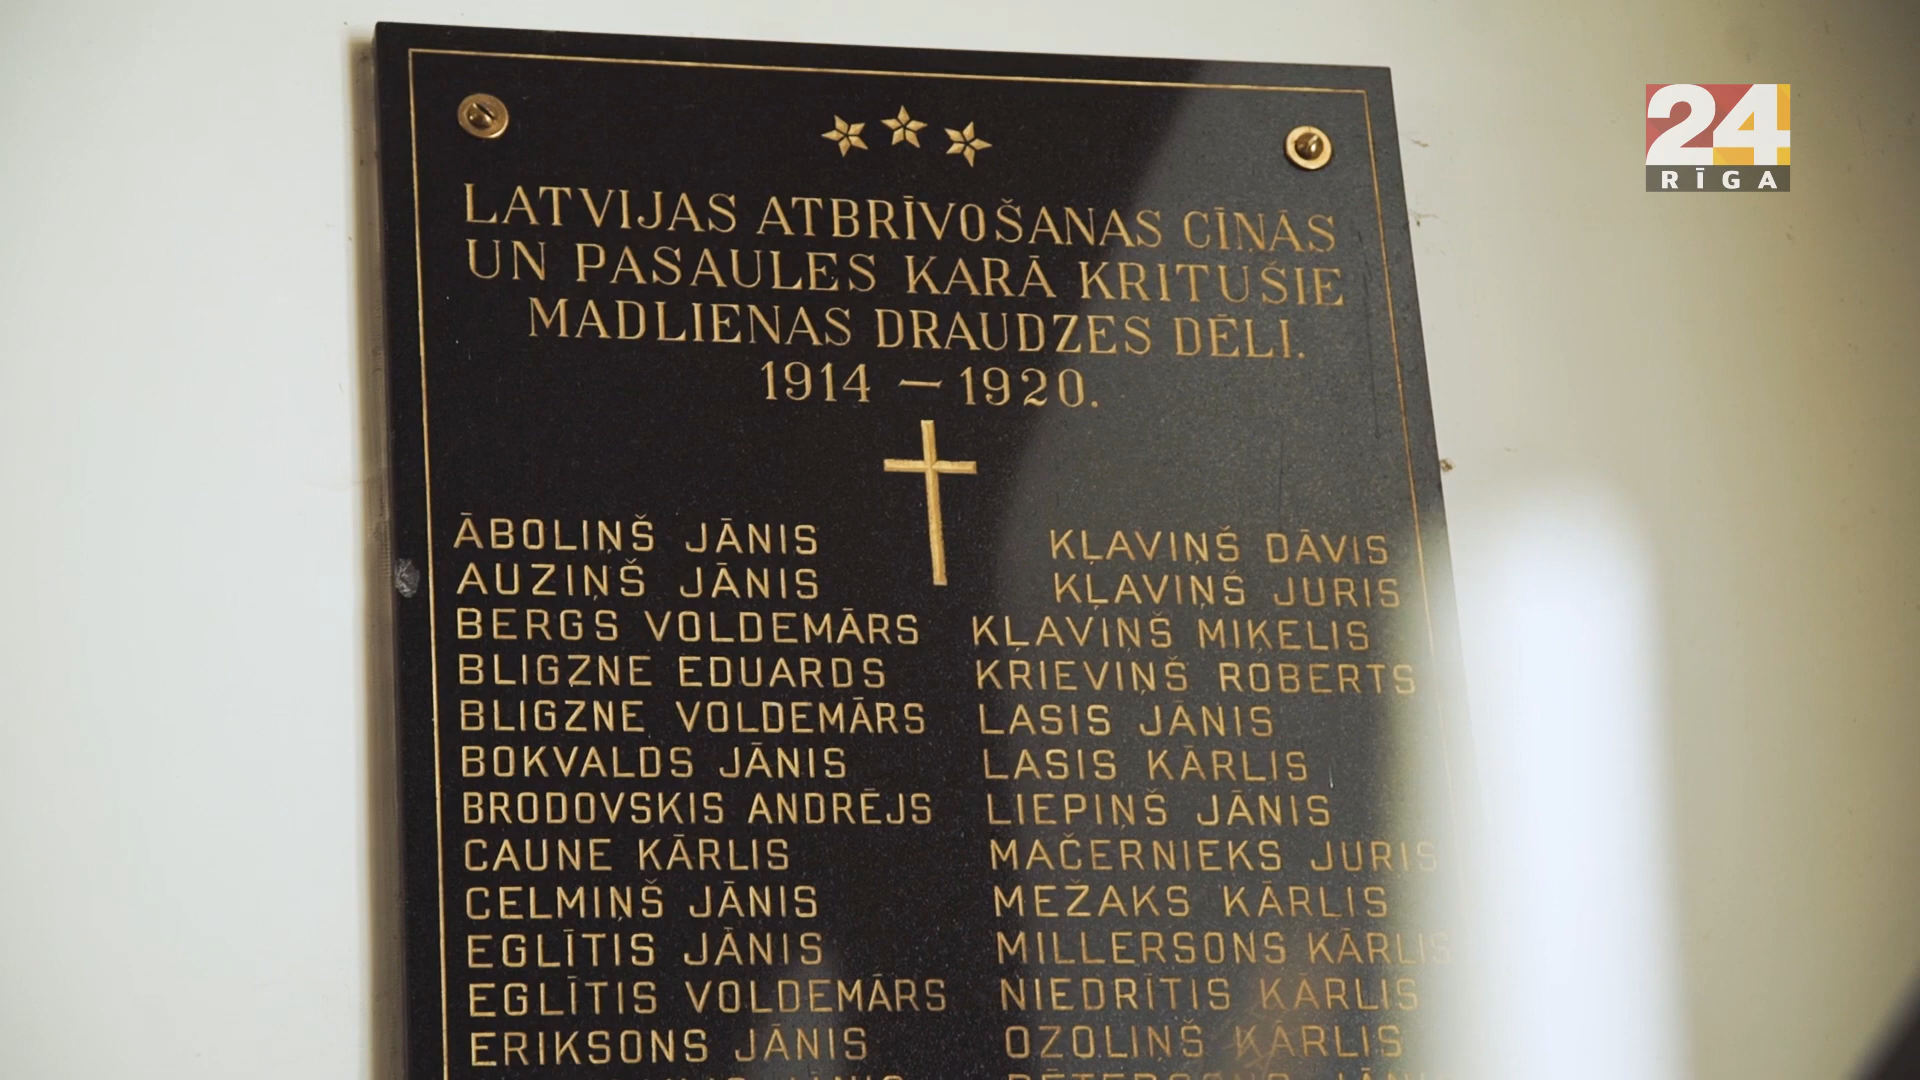 24
RĪGA
LATVIJAS ATBRĪVOŠANAS CĪŅĀS
UN PASAULES KARĀ KRITUŠIE
MADLIENAS DRAUDZES DĒLI.
1914 — 1920.
ĀBOLIŅŠ JĀNIS
AUZIŅŠ JĀNIS
BERGS VOLDEMĀRS
BLIGZNE EDUARDS
BLIGZNE VOLDEMĀRS
BOKVALDS JĀNIS
BRODOVSKIS ANDRĒJS
CAUNE KĀRLIS
CELMIŅŠ JĀNIS
EGLĪTIS JĀNIS
EGLĪTIS VOLDEMĀRS
ERIKSONS JĀNIS
KĻAVIŅŠ DĀVIS
KĻAVIŅŠ JURIS
KĻAVIŅŠ MIĶELIS
KRIEVIŅŠ ROBERTS
LASIS JĀNIS
LASIS KĀRLIS
LIEPIŅŠ JĀNIS
MAČERNIEKS JURIS
MEŽAKS KĀRLIS
MILLERSONS KĀRLIS
NIEDRĪTIS KĀRLIS
OZOLIŅŠ KĀRLIS